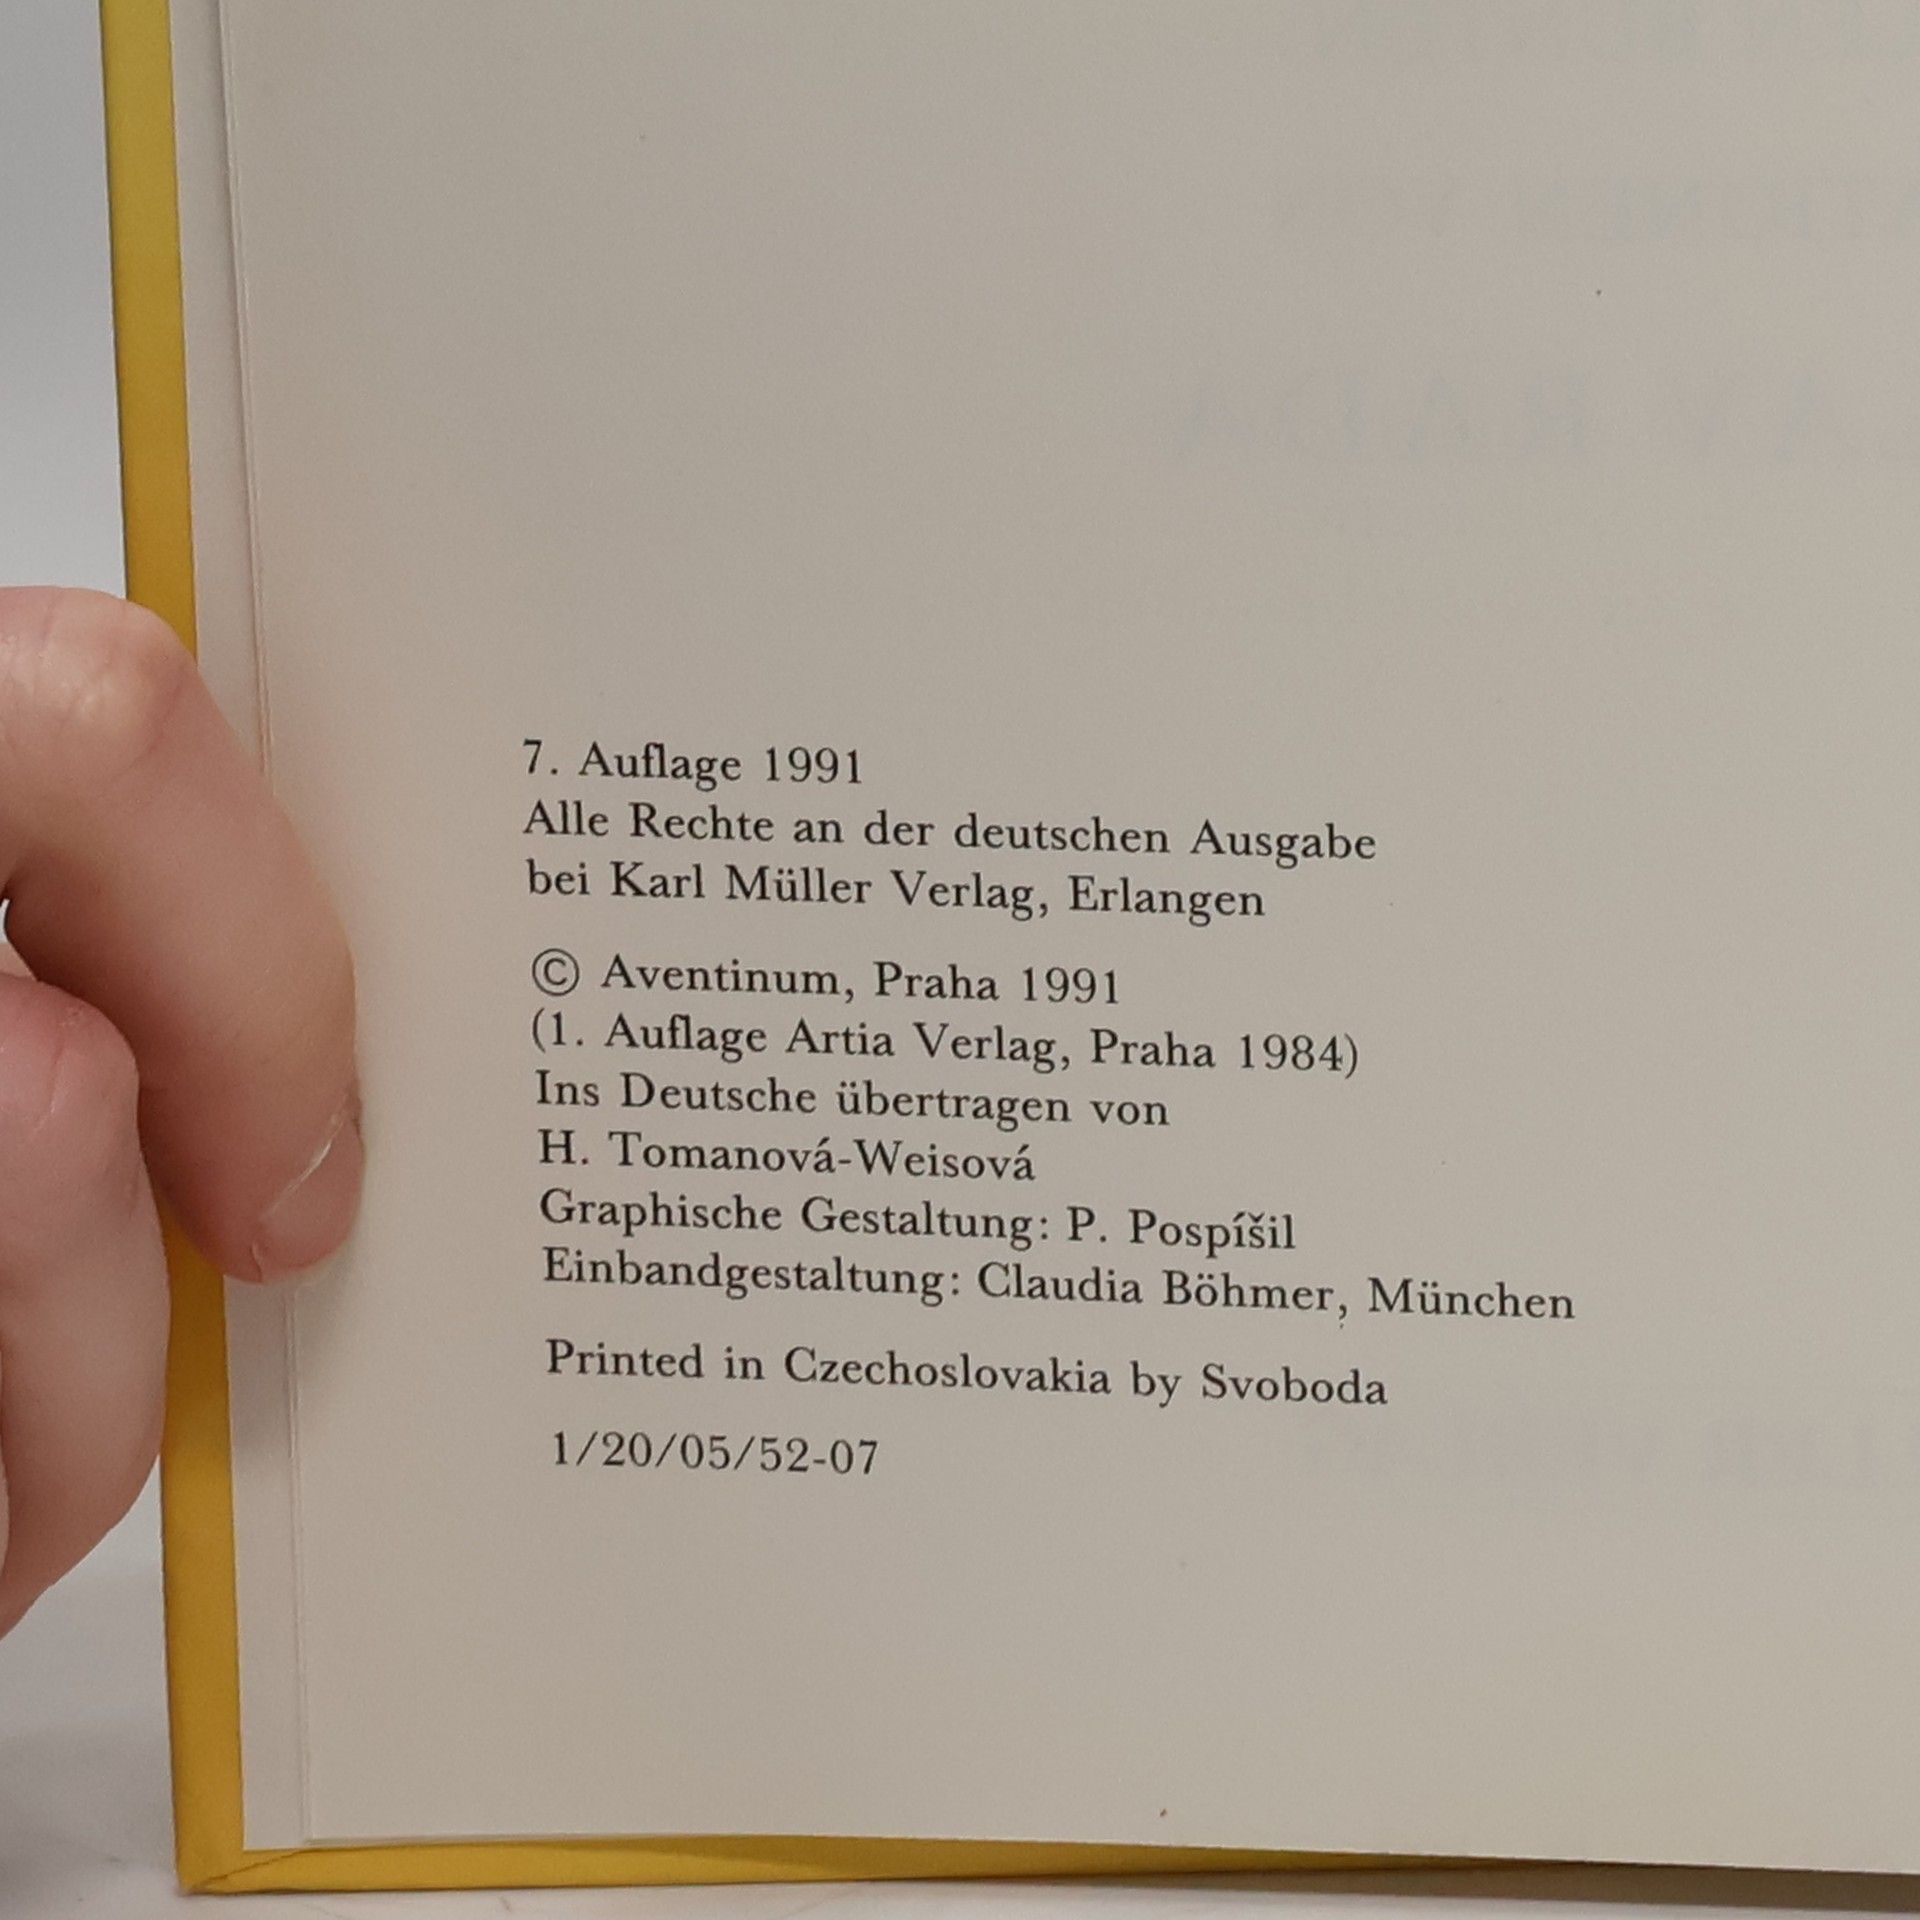 7. Auflage 1991
Alle Rechte an der deutschen Ausgabe
bei Karl Müller Verlag, Erlangen
© Aventinum, Praha 1991
(1. Auflage Artia Verlag, Praha 1984)
Ins Deutsche übertragen von
H. Tomanová-Weisová
Graphische Gestaltung: P. Pospíšil
Einbandgestaltung: Claudia Böhmer, München
Printed in Czechoslovakia by Svoboda
1/20/05/52-07